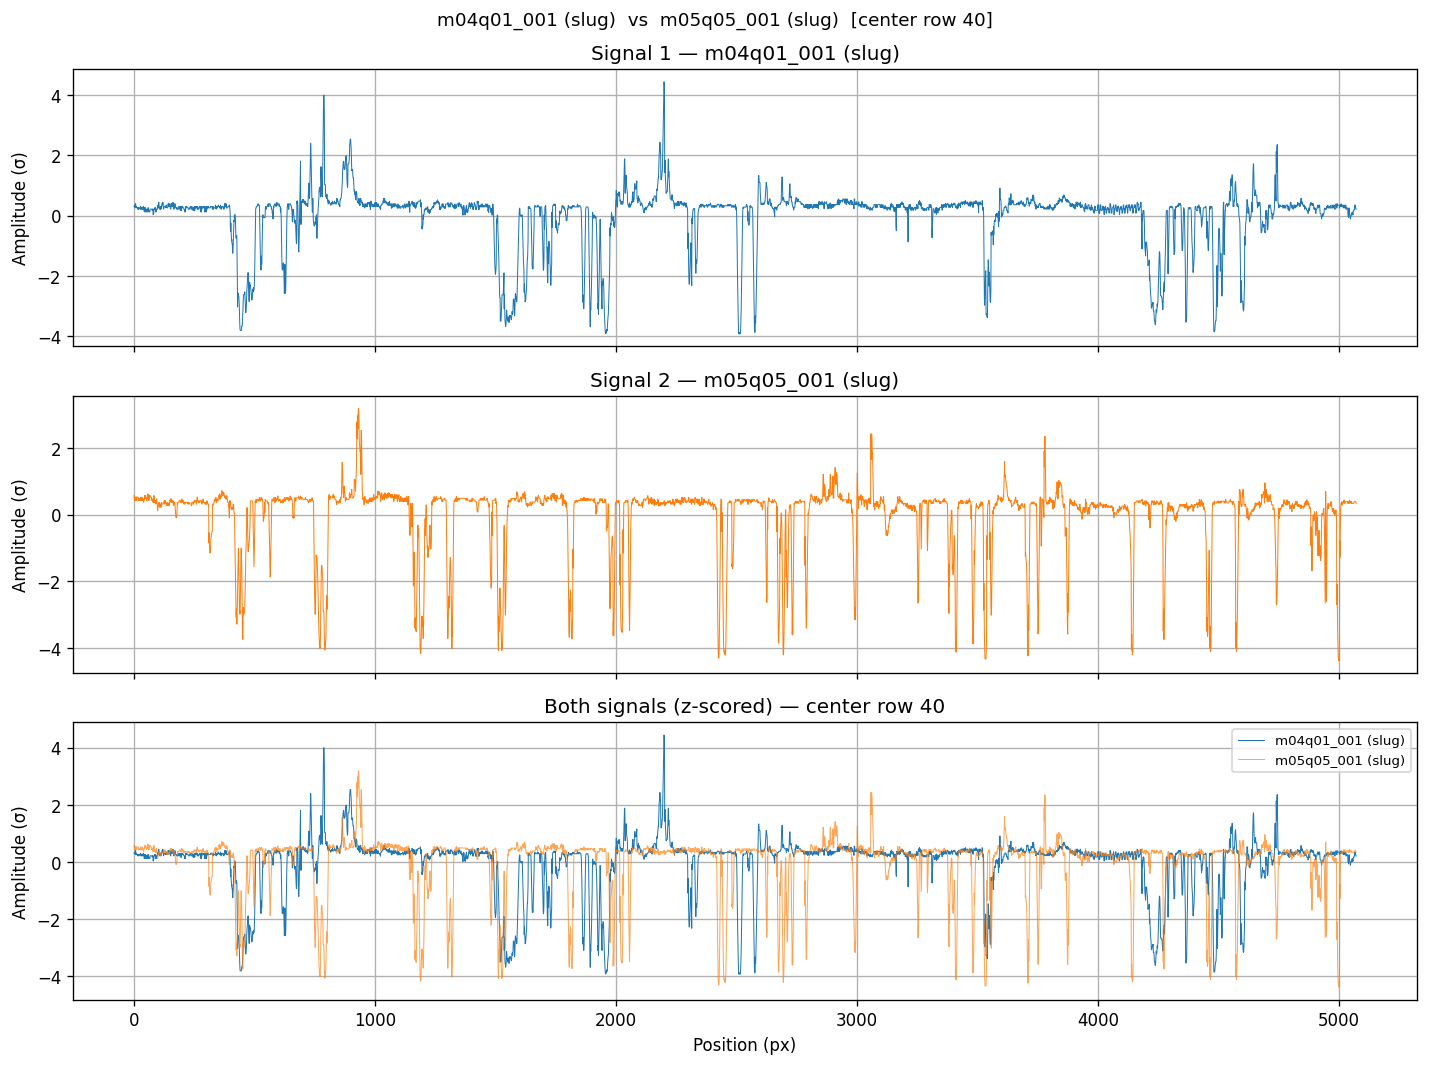 m04q01_001 (slug)  vs  m05q05_001 (slug)  [center row 40]
Signal 1 — m04q01_001 (slug)
Amplitude (σ)
4
2
0
−2
−4
Signal 2 — m05q05_001 (slug)
Amplitude (σ)
2
0
−2
−4
Both signals (z-scored) — center row 40
m04q01_001 (slug)
m05q05_001 (slug)
Amplitude (σ)
4
2
0
−2
−4
0 1000 2000 3000 4000 5000
Position (px)